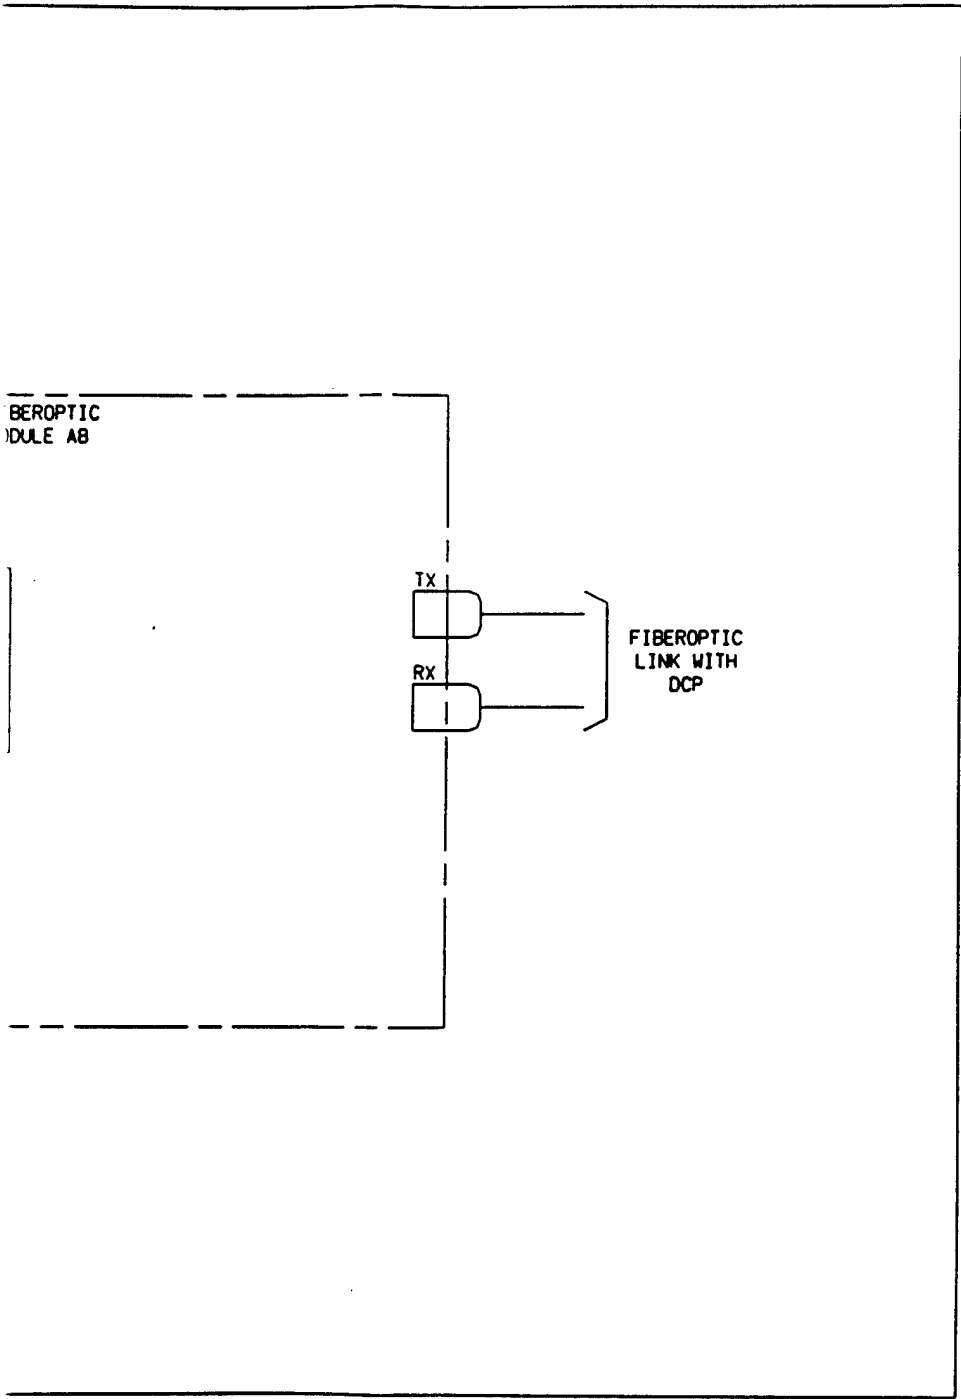 BEROPTIC
DULE A8
TX
RX
FIBEROPTIC
LINK WITH
DCP